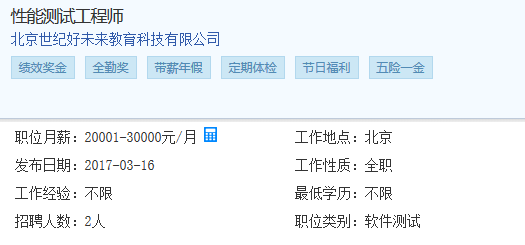 性能测试工程师
北京世纪好未来教育科技有限公司
绩效奖金 全勤奖 带薪年假 定期体检 节日福利 五险一金
职位月薪：20001-30000元/月 工作地点：北京
发布日期：2017-03-16 工作性质：全职
工作经验：不限 最低学历：不限
招聘人数：2人 职位类别：软件测试